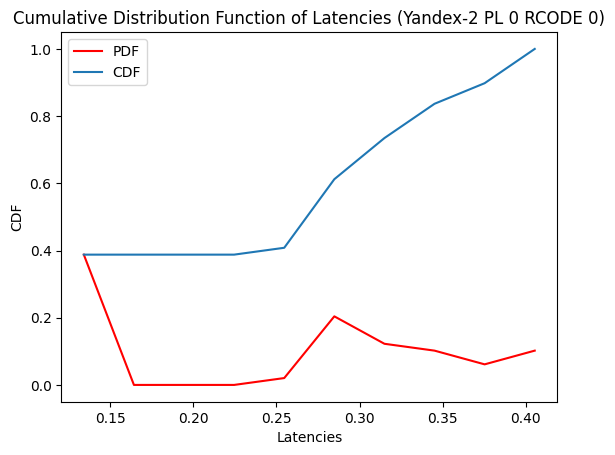 Cumulative Distribution Function of Latencies (Yandex-2 PL 0 RCODE 0)
PDF
CDF
CDF
1.0
0.8
0.6
0.4
0.2
0.0
0.15 0.20 0.25 0.30 0.35 0.40
Latencies